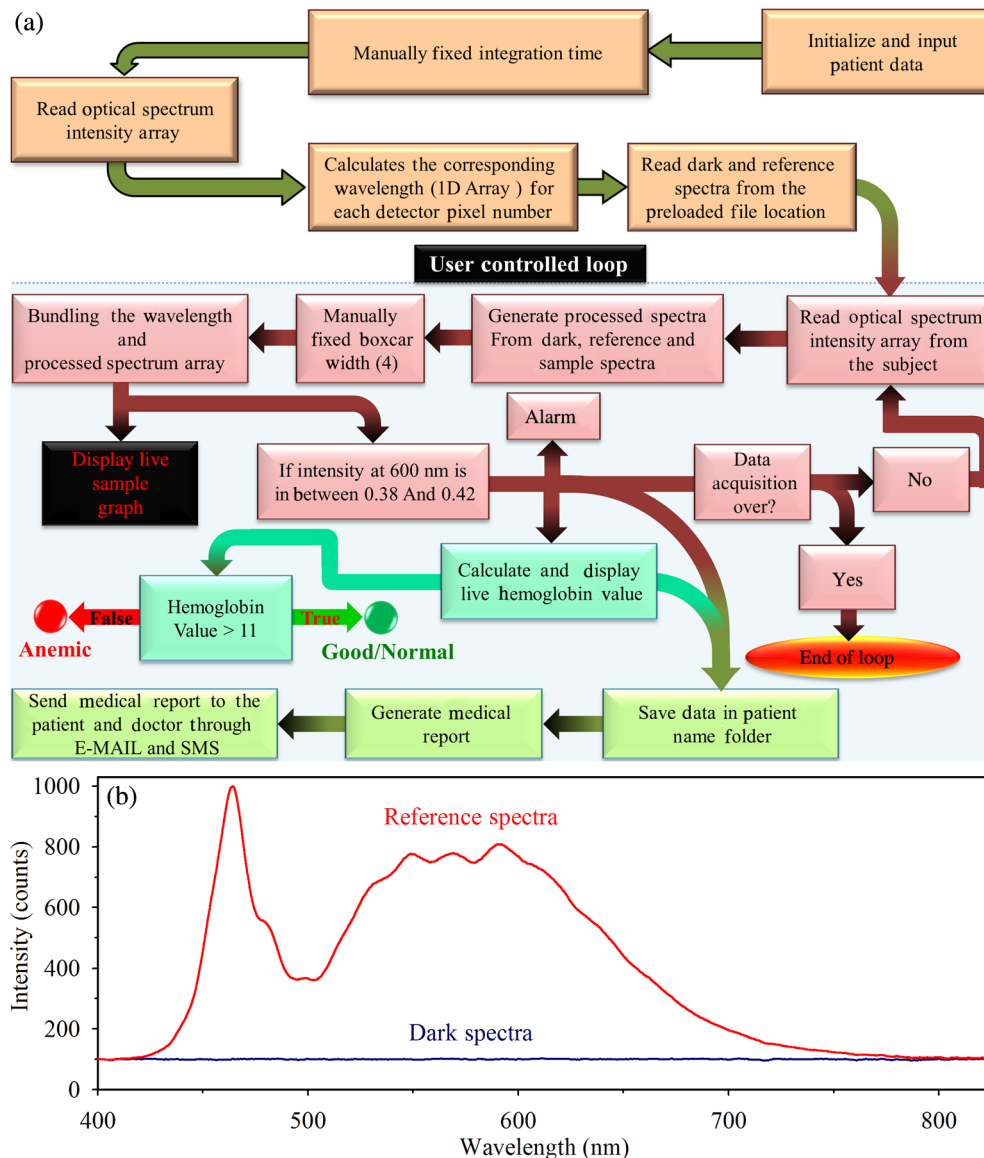 (a)
Manually fixed integration time
Initialize and input
patient data
Read optical spectrum
intensity array
Calculates the corresponding
wavelength (1D Array ) for
each detector pixel number
Read dark and reference
spectra from the
preloaded file location
User controlled loop
Bundling the wavelength
and
processed spectrum array
Manually
fixed boxcar
width (4)
Generate processed spectra
From dark, reference and
sample spectra
Read optical spectrum
intensity array from
the subject
Alarm
Display live
sample
graph
If intensity at 600 nm is
in between 0.38 And 0.42
Data
acquisition
over?
No
Calculate and display
live hemoglobin value
Yes
False
Hemoglobin
Value > 11
True
Anemic
Good/Normal
End of loop
Send medical report to the
patient and doctor through
E-MAIL and SMS
Generate medical
report
Save data in patient
name folder
(b)
Reference spectra
Dark spectra
Intensity (counts)
1000
800
600
400
200
0
400
500
600
700
800
Wavelength (nm)